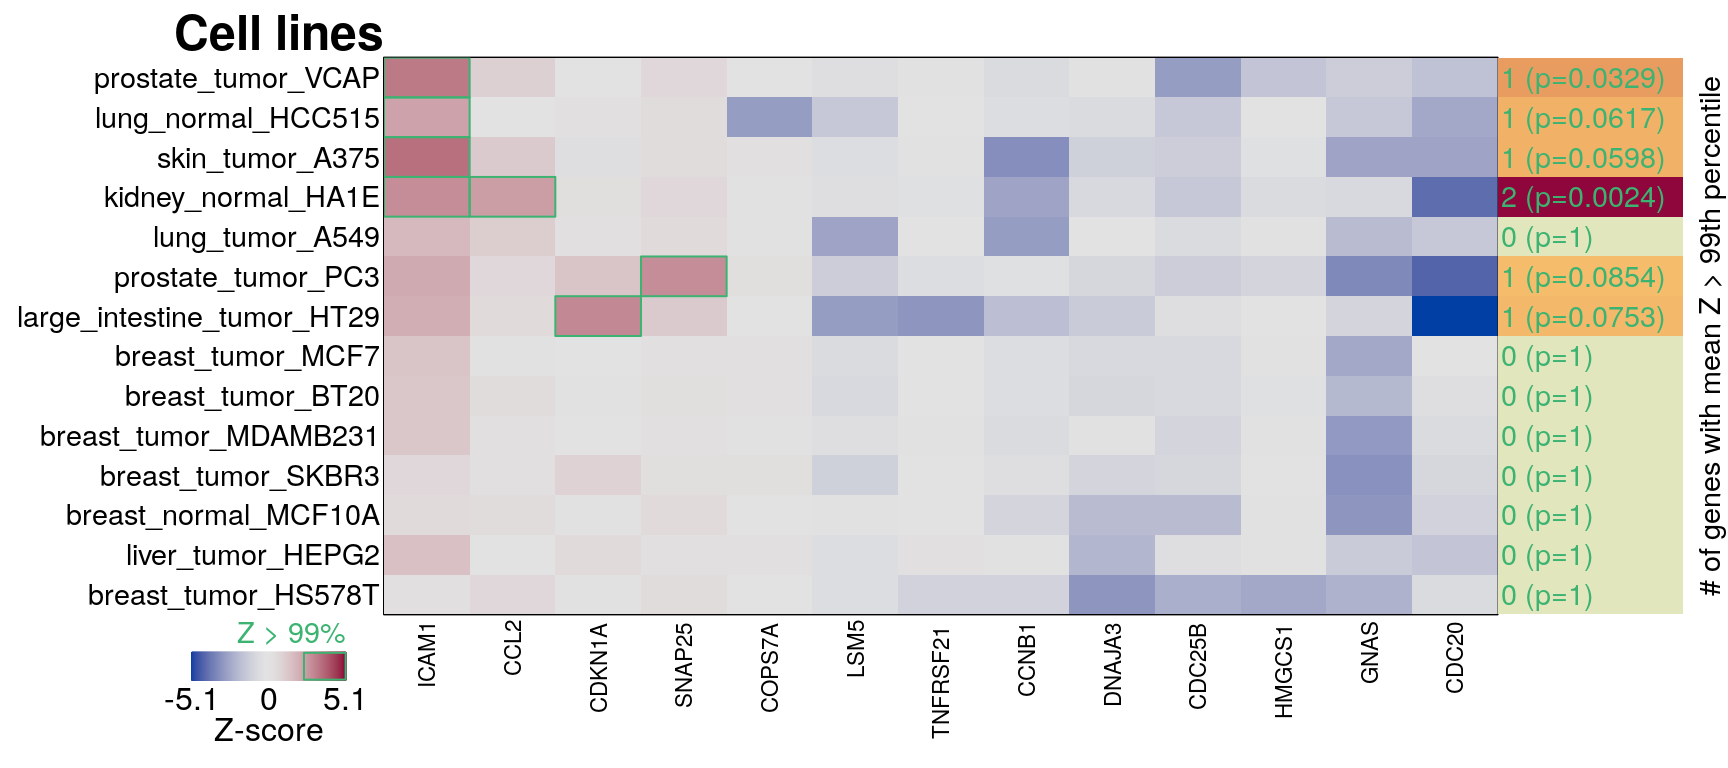 Cell lines
prostate_tumor_VCAP 1 (p=0.0329)
lung_normal_HCC515 1 (p=0.0617)
skin_tumor_A375 1 (p=0.0598)
kidney_normal_HA1E 2 (p=0.0024)
lung_tumor_A549 0 (p=1)
prostate_tumor_PC3 1 (p=0.0854)
large_intestine_tumor_HT29 1 (p=0.0753)
breast_tumor_MCF7 0 (p=1)
breast_tumor_BT20 0 (p=1)
breast_tumor_MDAMB231 0 (p=1)
breast_tumor_SKBR3 0 (p=1)
breast_normal_MCF10A 0 (p=1)
liver_tumor_HEPG2 0 (p=1)
breast_tumor_HS578T 0 (p=1)
# of genes with mean Z > 99th percentile
ICAM1
CCL2
CDKN1A
SNAP25
COPS7A
LSM5
TNFRSF21
CCNB1
DNAJA3
CDC25B
HMGCS1
GNAS
CDC20
Z > 99%
-5.1 0 5.1
Z-score